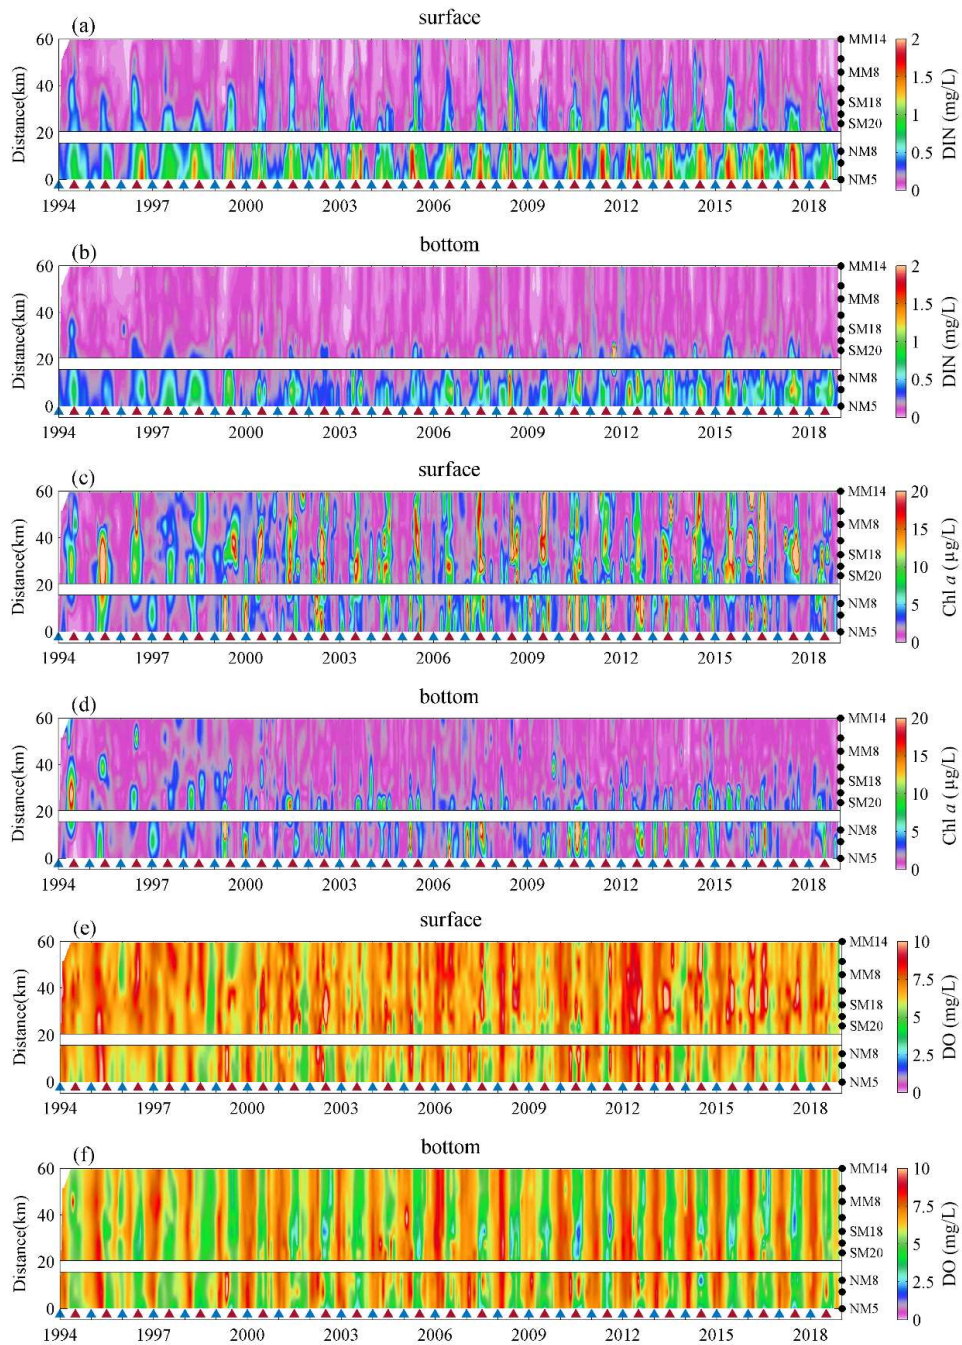 (a) surface
60
40
20
0
Distance(km)
1994 1997 2000 2003 2006 2009 2012 2015 2018
MM14
MM8
SM18
SM20
NM8
NM5
2
1.5
1
0.5
0
DIN (mg/L)
(b) bottom
60
40
20
0
Distance(km)
1994 1997 2000 2003 2006 2009 2012 2015 2018
MM14
MM8
SM18
SM20
NM8
NM5
2
1.5
1
0.5
0
DIN (mg/L)
(c) surface
60
40
20
0
Distance(km)
1994 1997 2000 2003 2006 2009 2012 2015 2018
MM14
MM8
SM18
SM20
NM8
NM5
20
15
10
5
0
Chl a (µg/L)
(d) bottom
60
40
20
0
Distance(km)
1994 1997 2000 2003 2006 2009 2012 2015 2018
MM14
MM8
SM18
SM20
NM8
NM5
20
15
10
5
0
Chl a (µg/L)
(e) surface
60
40
20
0
Distance(km)
1994 1997 2000 2003 2006 2009 2012 2015 2018
MM14
MM8
SM18
SM20
NM8
NM5
10
7.5
5
2.5
0
DO (mg/L)
(f) bottom
60
40
20
0
Distance(km)
1994 1997 2000 2003 2006 2009 2012 2015 2018
MM14
MM8
SM18
SM20
NM8
NM5
10
7.5
5
2.5
0
DO (mg/L)